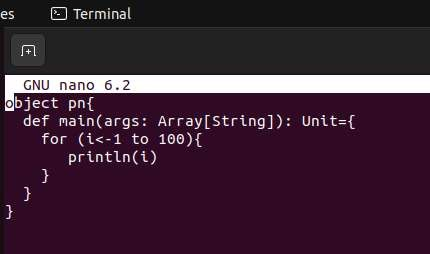 es Terminal
GNU nano 6.2
object pn{
  def main(args: Array[String]): Unit={
    for (i<-1 to 100){
       println(i)
    }
  }
}